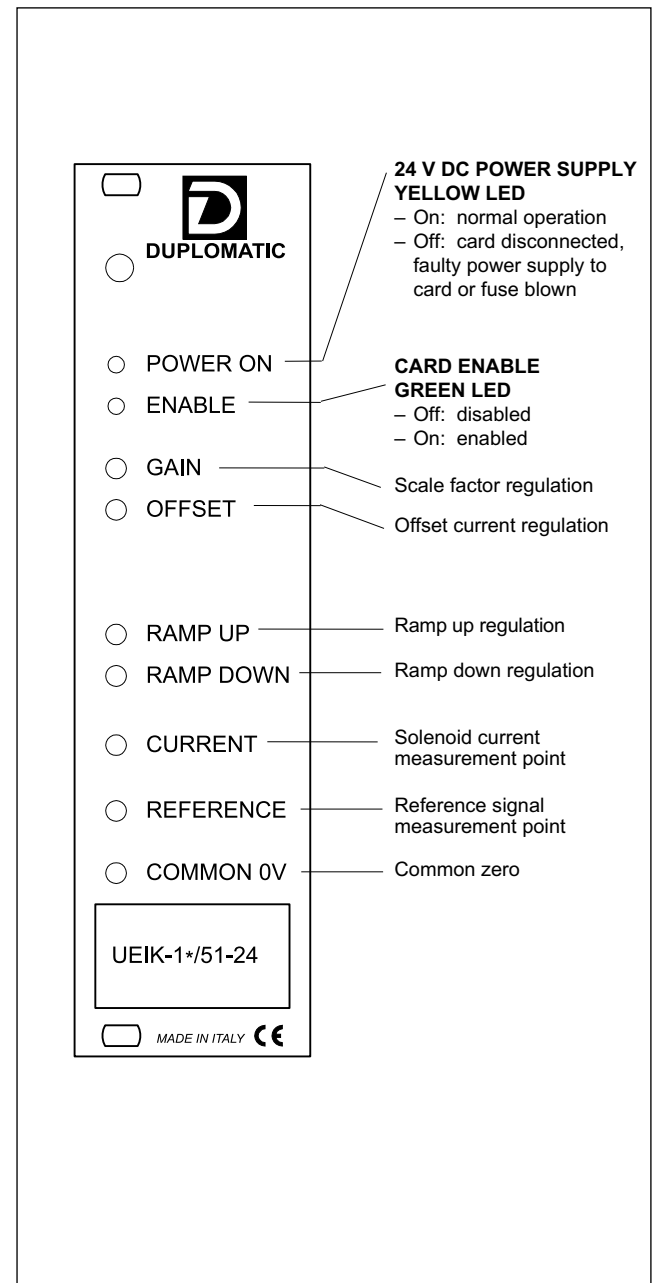 24 V DC POWER SUPPLY
YELLOW LED
– On: normal operation
– Off: card disconnected,
faulty power supply to
card or fuse blown
DUPLOMATIC
POWER ON
CARD ENABLE
GREEN LED
– Off: disabled
– On: enabled
ENABLE
GAIN
Scale factor regulation
OFFSET
Offset current regulation
RAMP UP
Ramp up regulation
RAMP DOWN
Ramp down regulation
CURRENT
Solenoid current
measurement point
REFERENCE
Reference signal
measurement point
COMMON 0V
Common zero
UEIK-1*/51-24
MADE IN ITALY CE